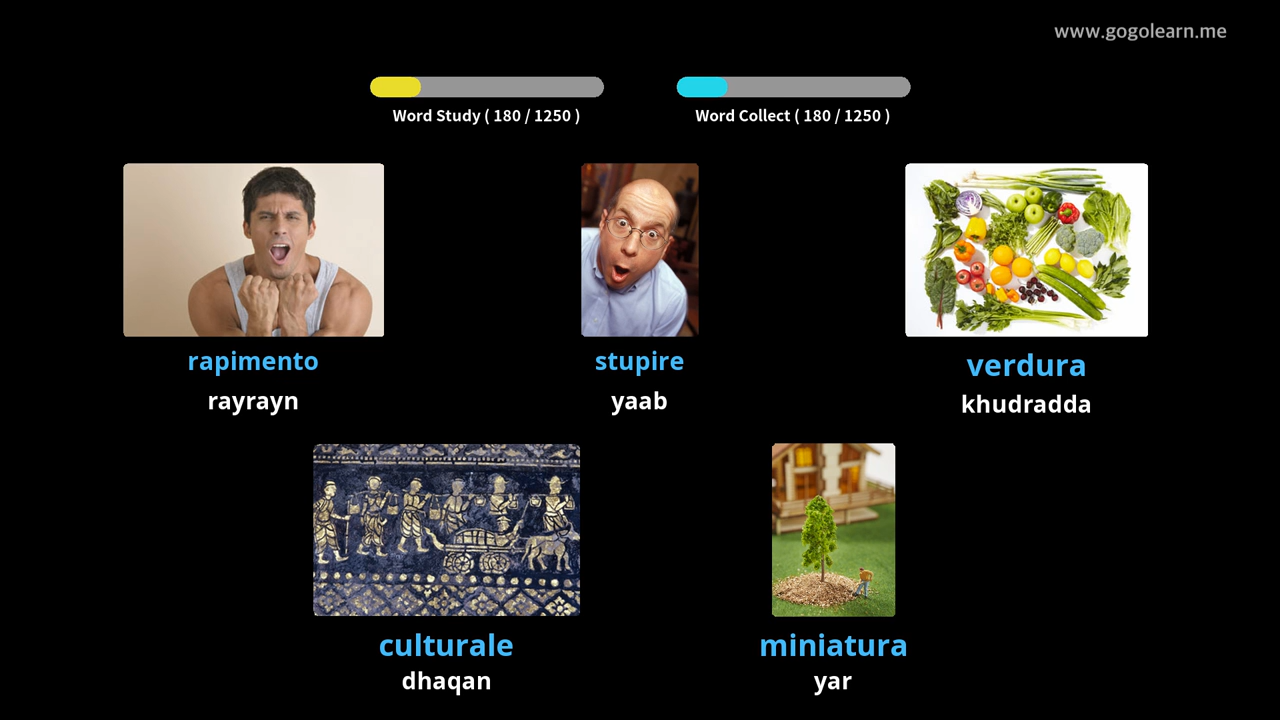 www.gogolearn.me
Word Study ( 180 / 1250 )
Word Collect ( 180 / 1250 )
rapimento
rayrayn
stupire
yaab
verdura
khudradda
culturale
dhaqan
miniatura
yar